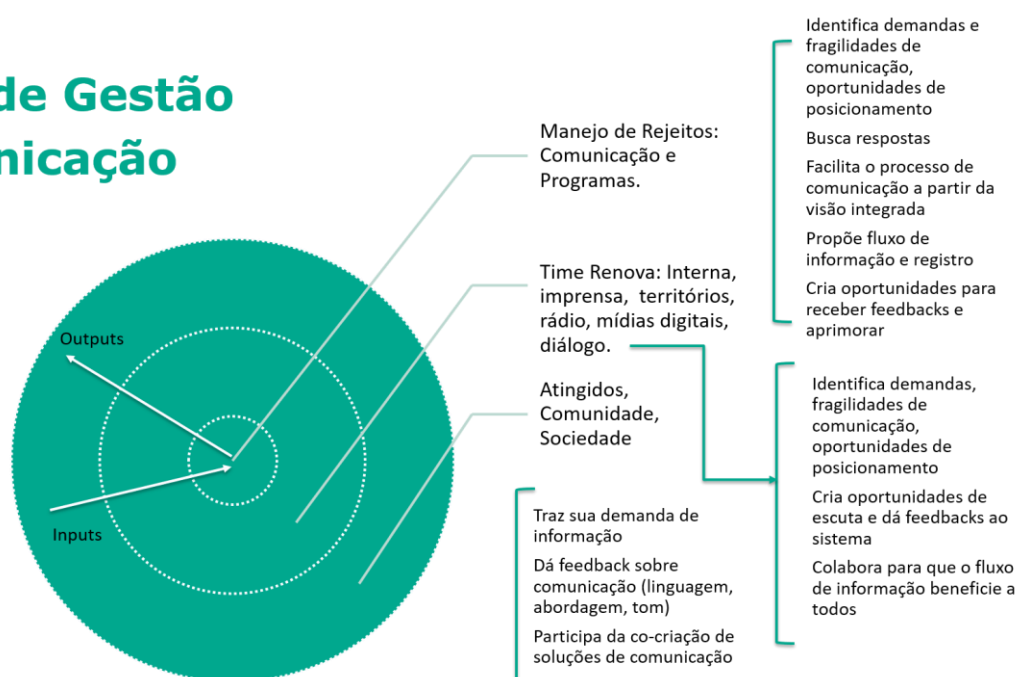 de Gestão
nicação
Outputs
Inputs
Manejo de Rejeitos:
Comunicação e
Programas.
Time Renova: Interna,
imprensa, territórios,
rádio, mídias digitais,
diálogo.
Atingidos,
Comunidade,
Sociedade
Traz sua demanda de
informação
Dá feedback sobre
comunicação (linguagem,
abordagem, tom)
Participa da co-criação de
soluções de comunicação
Identifica demandas e
fragilidades de
comunicação,
oportunidades de
posicionamento
Busca respostas
Facilita o processo de
comunicação a partir da
visão integrada
Propõe fluxo de
informação e registro
Cria oportunidades para
receber feedbacks e
aprimorar
Identifica demandas,
fragilidades de
comunicação,
oportunidades de
posicionamento
Cria oportunidades de
escuta e dá feedbacks ao
sistema
Colabora para que o fluxo
de informação beneficie a
todos